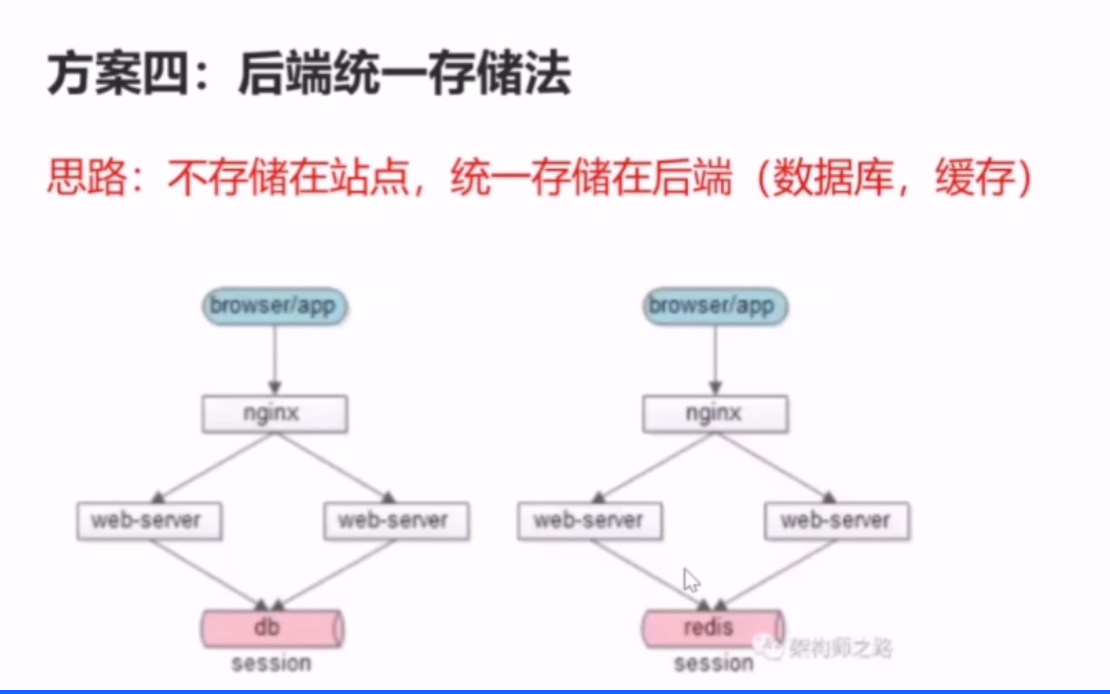 方案四：后端统一存储法
思路：不存储在站点，统一存储在后端（数据库，缓存）
browser/app
browser/app
nginx
nginx
web-server
web-server
web-server
web-server
db
redis
session
session
架构师之路